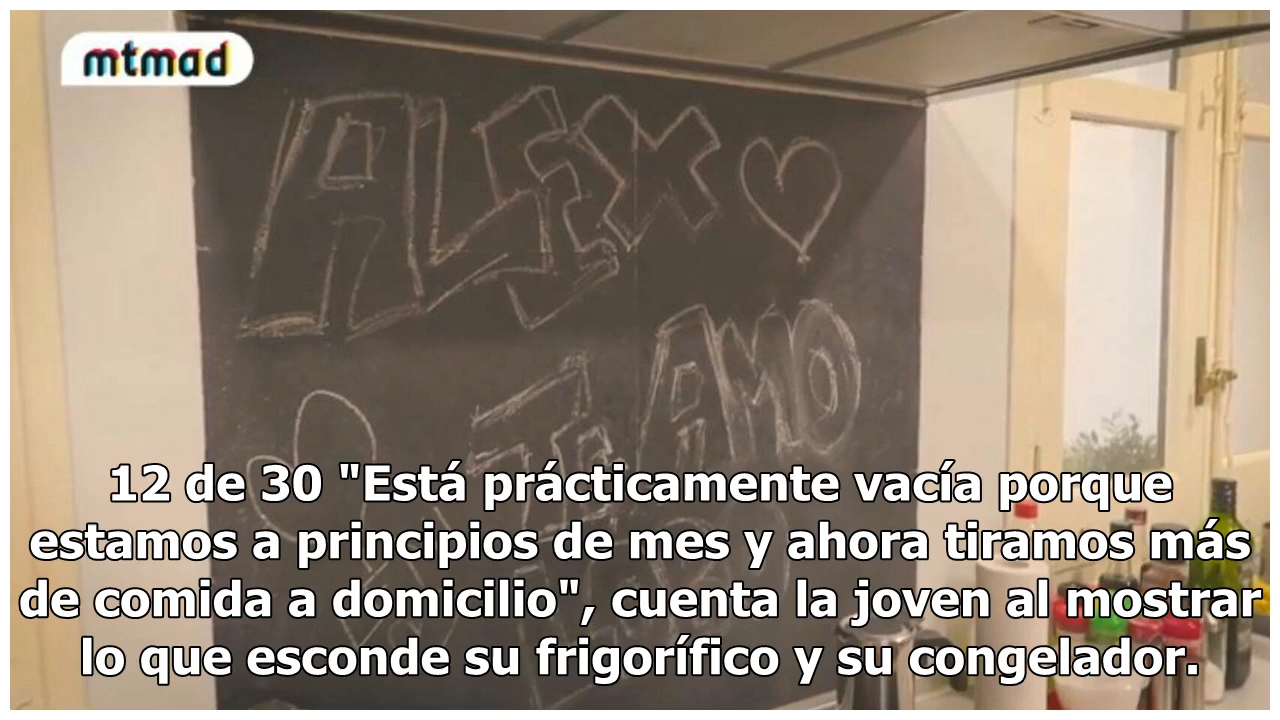 mtmad
ALEX
TE AMO
12 de 30 "Está prácticamente vacía porque
estamos a principios de mes y ahora tiramos más
de comida a domicilio", cuenta la joven al mostrar
lo que esconde su frigorífico y su congelador.